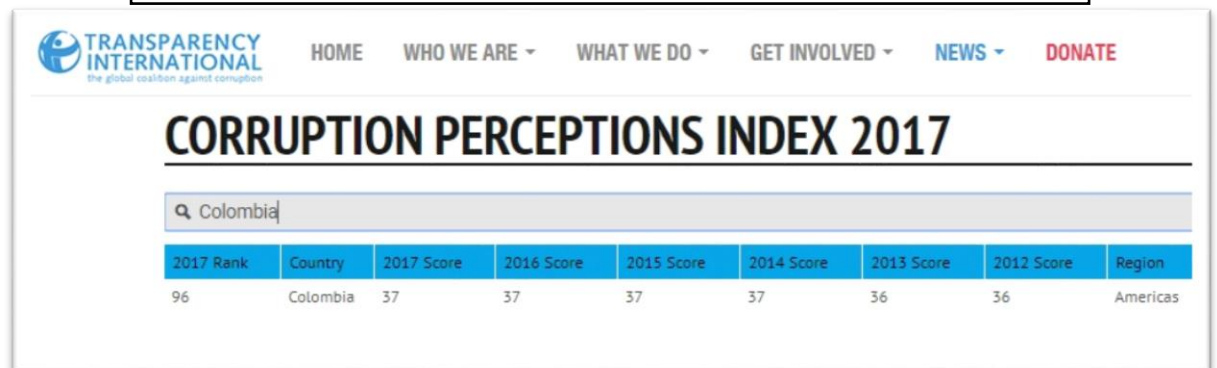 TRANSPARENCY
INTERNATIONAL
the global coalition against corruption
HOME WHO WE ARE WHAT WE DO GET INVOLVED NEWS DONATE
CORRUPTION PERCEPTIONS INDEX 2017
Colombia
2017 Rank Country 2017 Score 2016 Score 2015 Score 2014 Score 2013 Score 2012 Score Region
96 Colombia 37 37 37 37 36 36 Americas